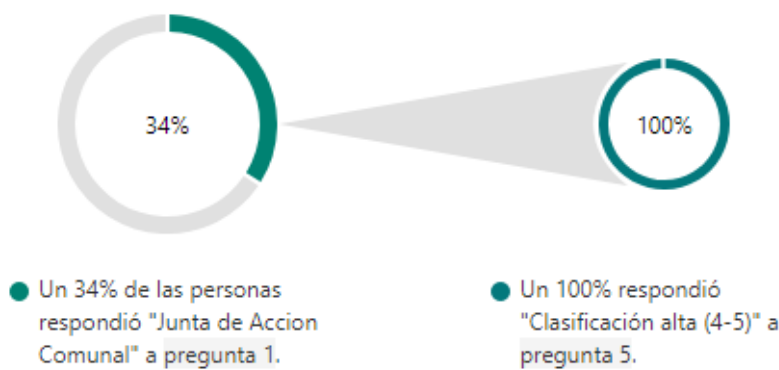 34%
100%
Un 34% de las personas
respondió "Junta de Accion
Comunal" a pregunta 1.
Un 100% respondió
"Clasificación alta (4-5)" a
pregunta 5.